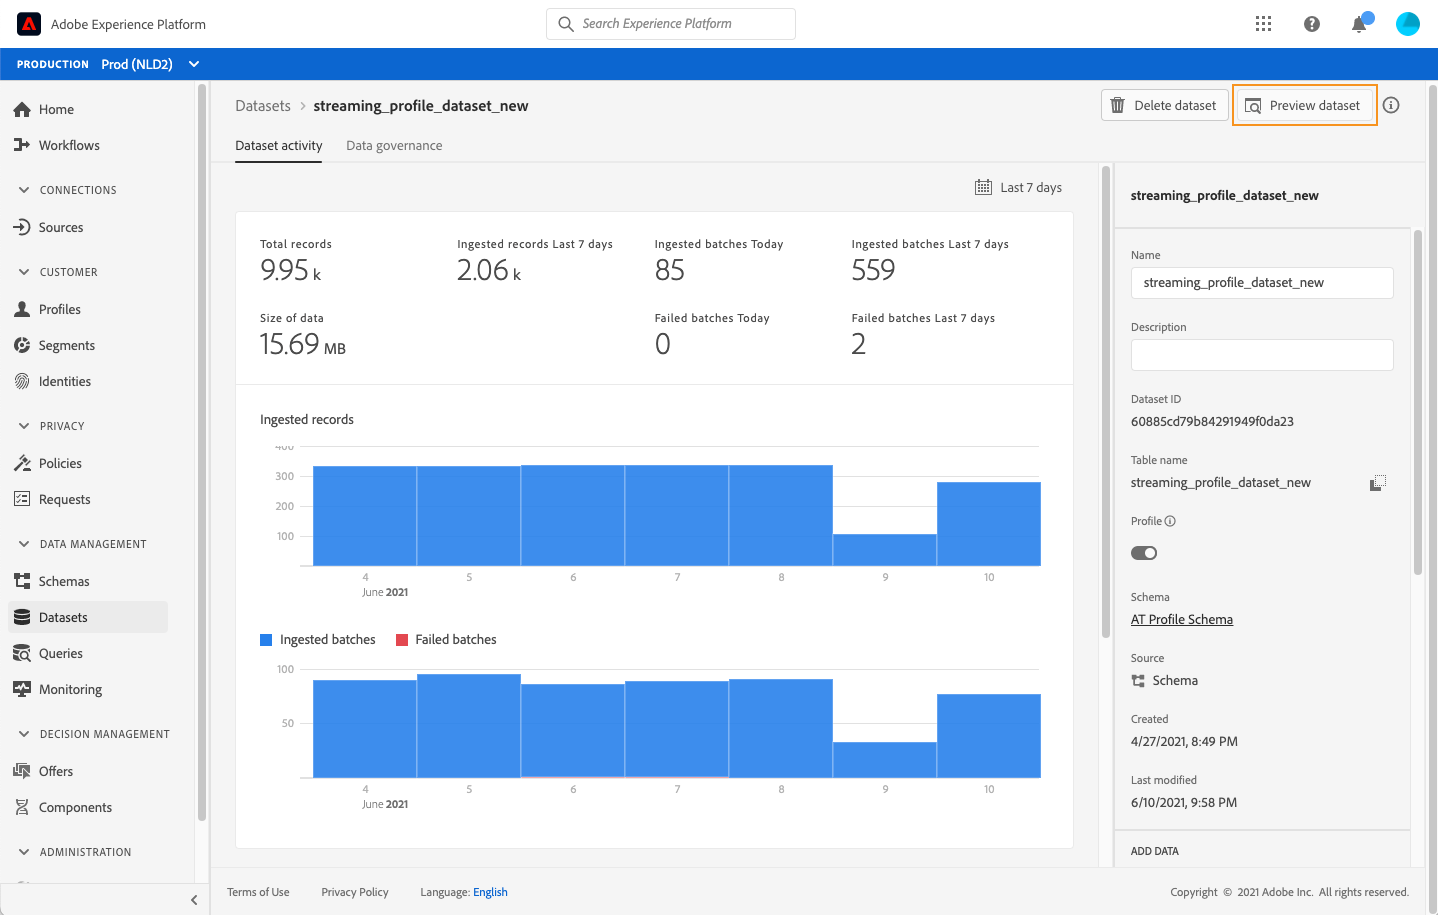 Adobe Experience Platform
Search Experience Platform
PRODUCTION Prod (NLD2)
Home
Workflows
CONNECTIONS
Sources
CUSTOMER
Profiles
Segments
Identities
PRIVACY
Policies
Requests
DATA MANAGEMENT
Schemas
Datasets
Queries
Monitoring
DECISION MANAGEMENT
Offers
Components
ADMINISTRATION
Datasets > streaming_profile_dataset_new
Delete dataset
Preview dataset
Dataset activity Data governance
Last 7 days
Total records
9.95 k
Ingested records Last 7 days
2.06 k
Ingested batches Today
85
Ingested batches Last 7 days
559
Size of data
15.69 MB
Failed batches Today
0
Failed batches Last 7 days
2
Ingested records
400
300
200
100
4 5 6 7 8 9 10
June 2021
Ingested batches Failed batches
100
50
4 5 6 7 8 9 10
June 2021
streaming_profile_dataset_new
Name
streaming_profile_dataset_new
Description
Dataset ID
60885cd79b84291949f0da23
Table name
streaming_profile_dataset_new
Profile
Schema
AT Profile Schema
Source
Schema
Created
4/27/2021, 8:49 PM
Last modified
6/10/2021, 9:58 PM
ADD DATA
Terms of Use Privacy Policy Language: English
Copyright © 2021 Adobe Inc. All rights reserved.